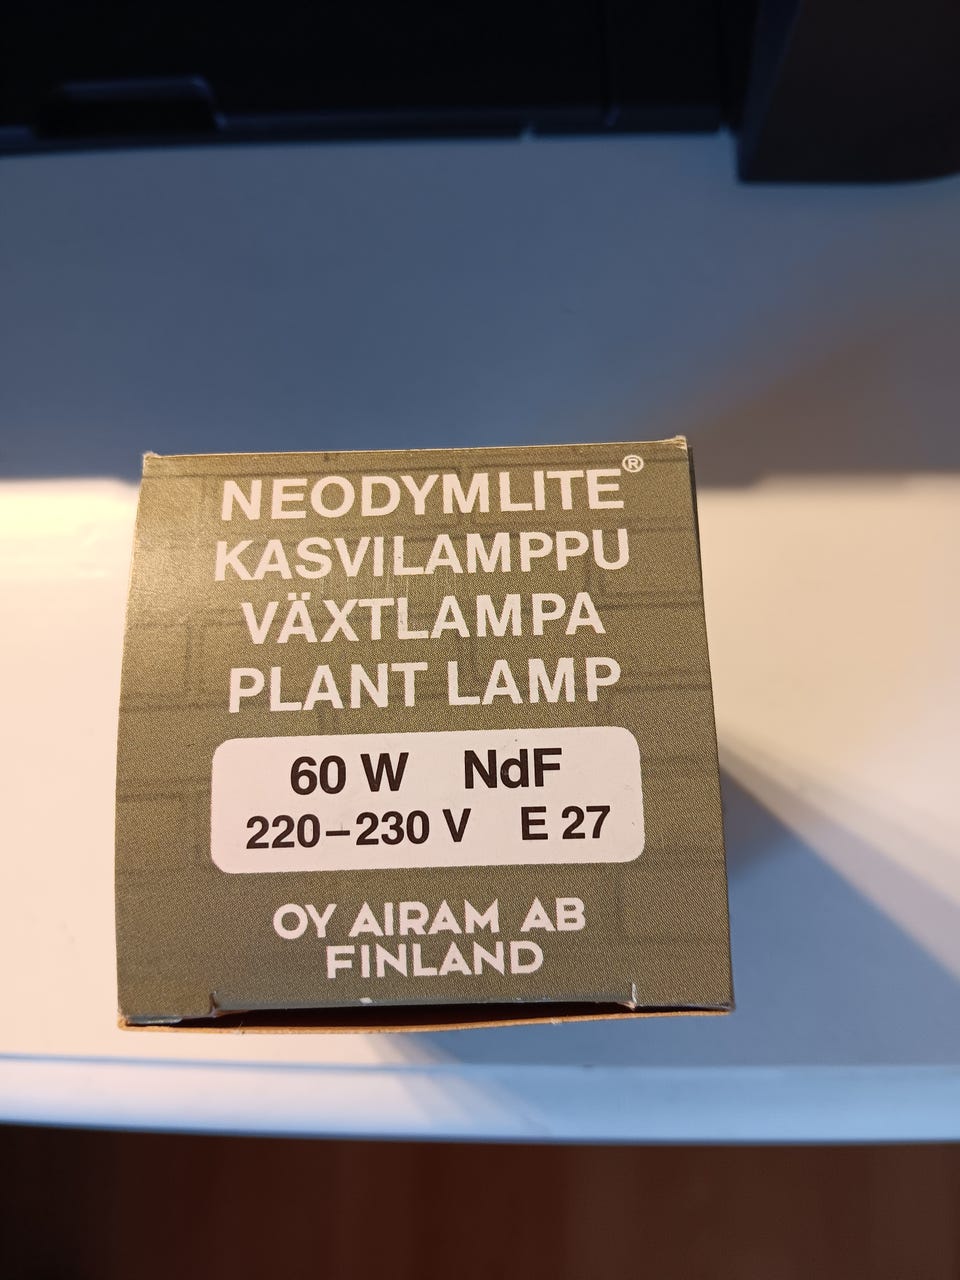 NEODYMLITE®
KASVILAMPPU
VÄXTLAMPA
PLANT LAMP
60 W NdF
220–230 V E 27
OY AIRAM AB
FINLAND